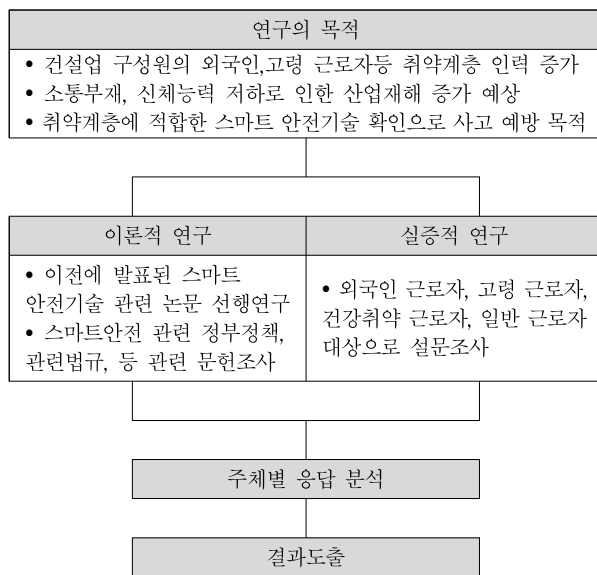 연구의 목적
• 건설업 구성원의 외국인,고령 근로자등 취약계층 인력 증가
• 소통부재, 신체능력 저하로 인한 산업재해 증가 예상
• 취약계층에 적합한 스마트 안전기술 확인으로 사고 예방 목적
이론적 연구
• 이전에 발표된 스마트
안전기술 관련 논문 선행연구
• 스마트안전 관련 정부정책,
관련법규, 등 관련 문헌조사
실증적 연구
• 외국인 근로자, 고령 근로자,
건강취약 근로자, 일반 근로자
대상으로 설문조사
주체별 응답 분석
결과도출